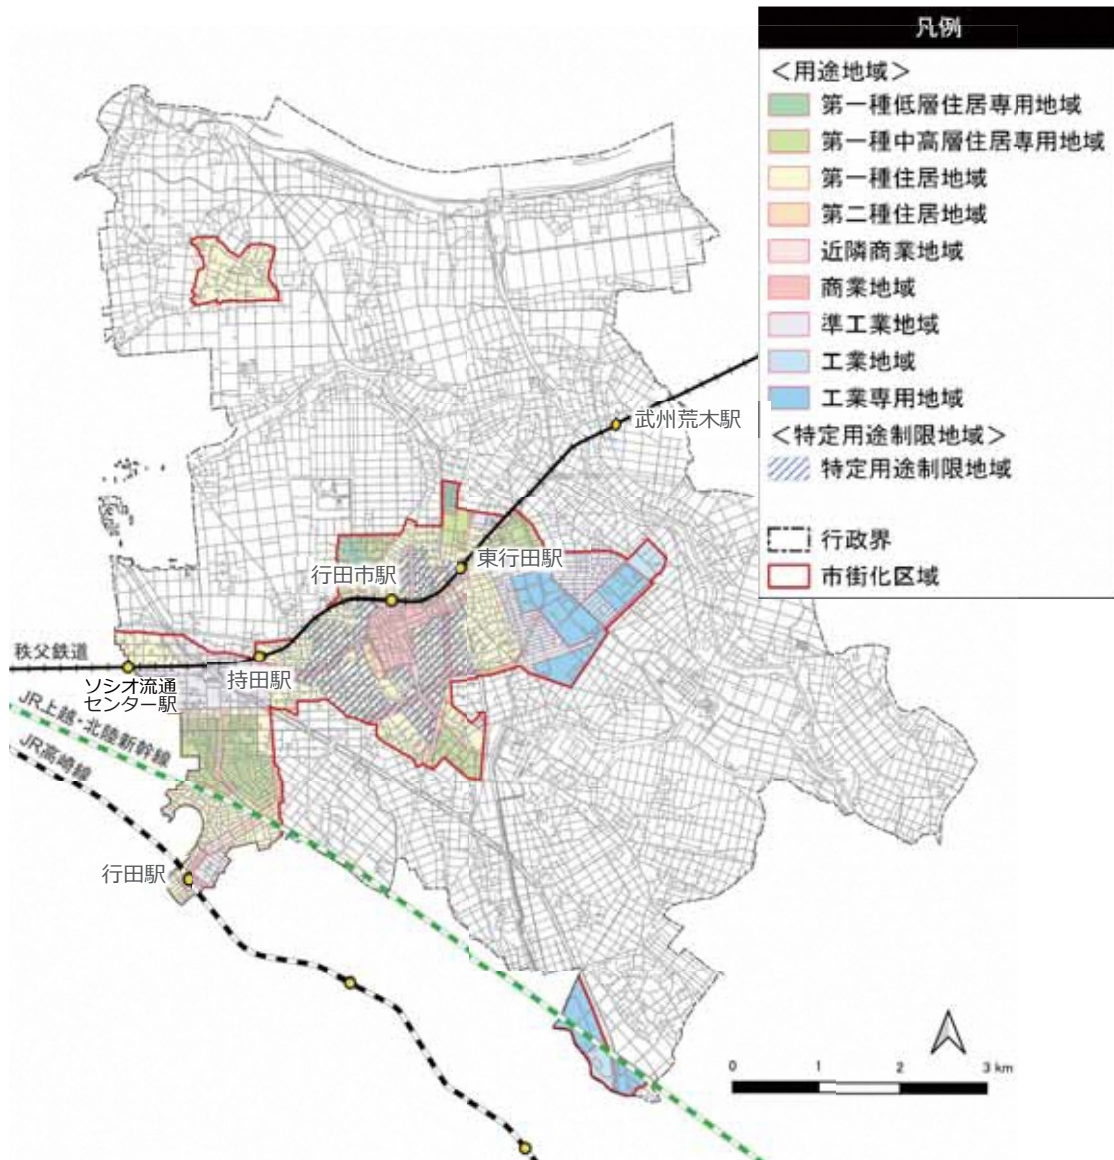 凡例
＜用途地域＞
第一種低層住居専用地域
第一種中高層住居専用地域
第一種住居地域
第二種住居地域
近隣商業地域
商業地域
準工業地域
工業地域
工業専用地域
＜特定用途制限地域＞
特定用途制限地域
行政界
市街化区域
武州荒木駅
東行田駅
行田市駅
秩父鉄道
持田駅
ソシオ流通
センター駅
JR上越・北陸新幹線
JR高崎線
行田駅
0 1 2 3 km